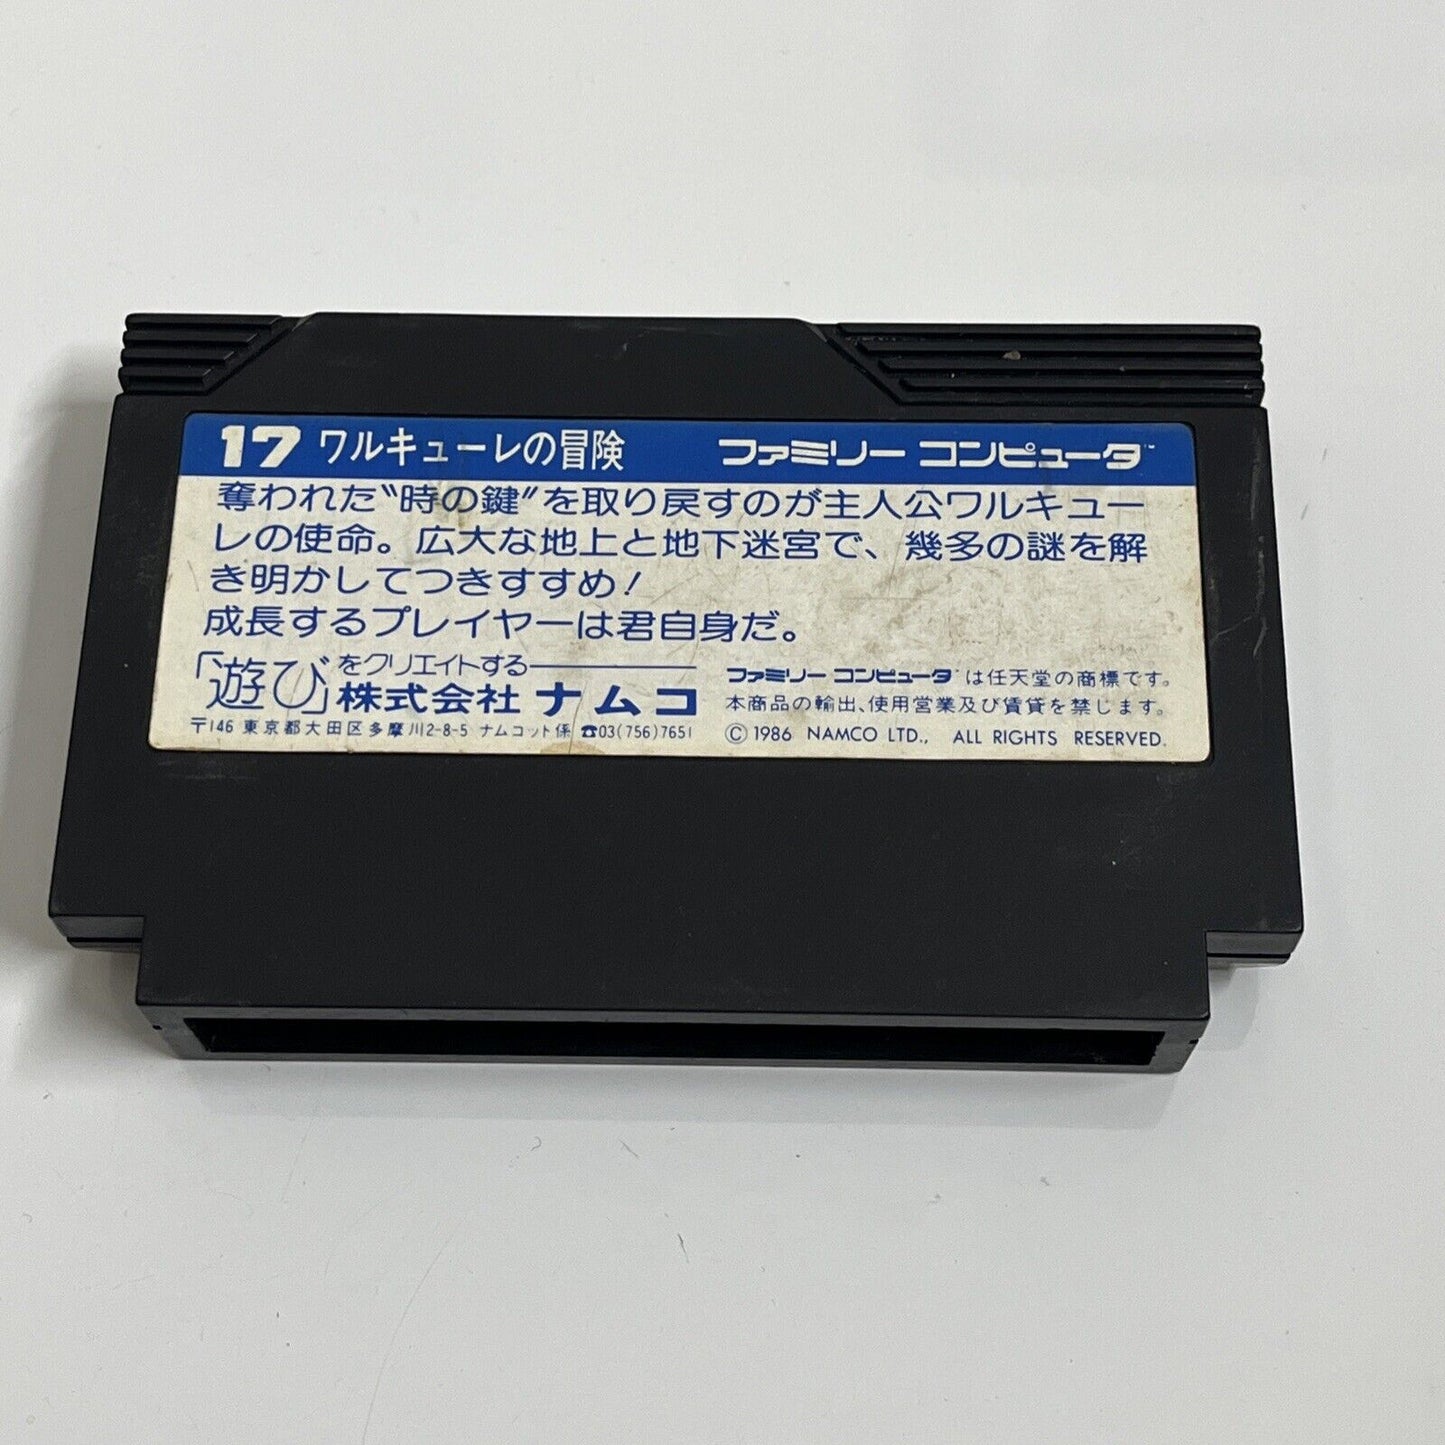 17 ワルキューレの冒険 ファミリー コンピュータ™
奪われた〝時の鍵〟を取り戻すのが主人公ワルキュー
レの使命。広大な地上と地下迷宮で、幾多の謎を解
き明かしてつきすすめ!
成長するプレイヤーは君自身だ。
「遊び」をクリエイトする
株式会社 ナムコ
〒146 東京都大田区多摩川2-8-5 ナムコット係 ☎03(756)7651
ファミリー コンピュータ™は任天堂の商標です。
本商品の輸出、使用営業及び賃貸を禁じます。
©1986 NAMCO LTD., ALL RIGHTS RESERVED.